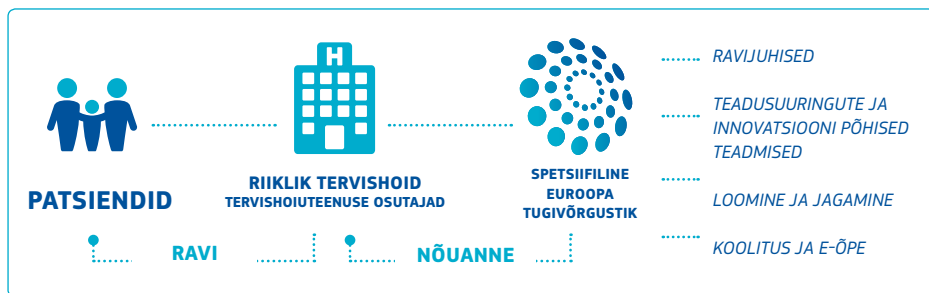 H
PATSIENDID
RIIKLIK TERVISHOID
TERVISHOIUTEENUSE OSUTAJAD
SPETSIIFILINE
EUROOPA
TUGIVÕRGUSTIK
RAVI
NÕUANNE
RAVIJUHISED
TEADUSUURINGUTE JA
INNOVATSIOONI PÕHISED
TEADMISED
LOOMINE JA JAGAMINE
KOOLITUS JA E-ÕPE